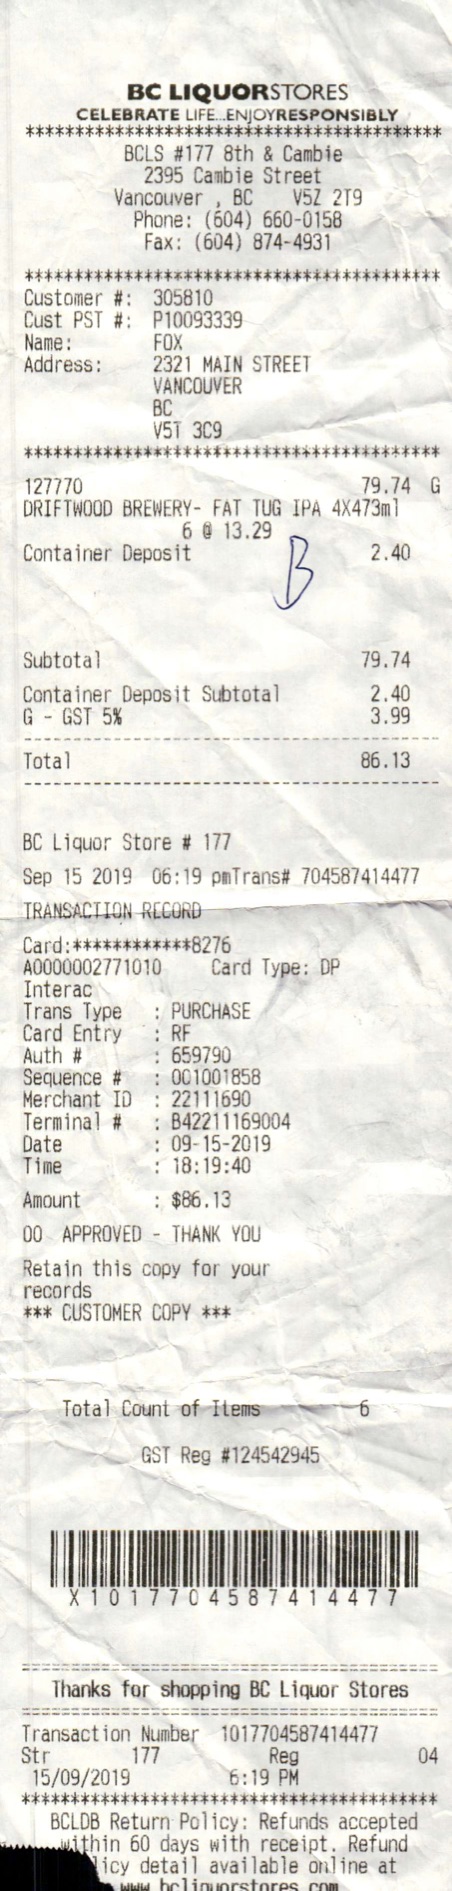 BC LIQUORSTORES
CELEBRATE LIFE...ENJOYRESPONSIBLY
******************************************
BCLS #177 8th & Cambie
2395 Cambie Street
Vancouver , BC V5Z 2T9
Phone: (604) 660-0158
Fax: (604) 874-4931
******************************************
Customer #: 305810
Cust PST #: P10093339
Name: FOX
Address: 2321 MAIN STREET
VANCOUVER
BC
V5T 3C9
******************************************
127770 79.74 G
DRIFTWOOD BREWERY- FAT TUG IPA 4X473ml
6 @ 13.29
Container Deposit 2.40
B
Subtotal 79.74
Container Deposit Subtotal 2.40
G - GST 5% 3.99
------------------------------------------
Total 86.13
------------------------------------------
BC Liquor Store # 177
Sep 15 2019 06:19 pmTrans# 704587414477
TRANSACTION RECORD
Card:************8276
A0000002771010 Card Type: DP
Interac
Trans Type : PURCHASE
Card Entry : RF
Auth # : 659790
Sequence # : 001001858
Merchant ID : 22111690
Terminal # : B42211169004
Date : 09-15-2019
Time : 18:19:40
Amount : $86.13
00 APPROVED - THANK YOU
Retain this copy for your
records
*** CUSTOMER COPY ***
Total Count of Items 6
GST Reg #124542945
X1017704587414477
==========================================
Thanks for shopping BC Liquor Stores
==========================================
Transaction Number 1017704587414477
Str 177 Reg 04
15/09/2019 6:19 PM
******************************************
BCLDB Return Policy: Refunds accepted
within 60 days with receipt. Refund
licy detail available online at
www.bcliquorstores.com